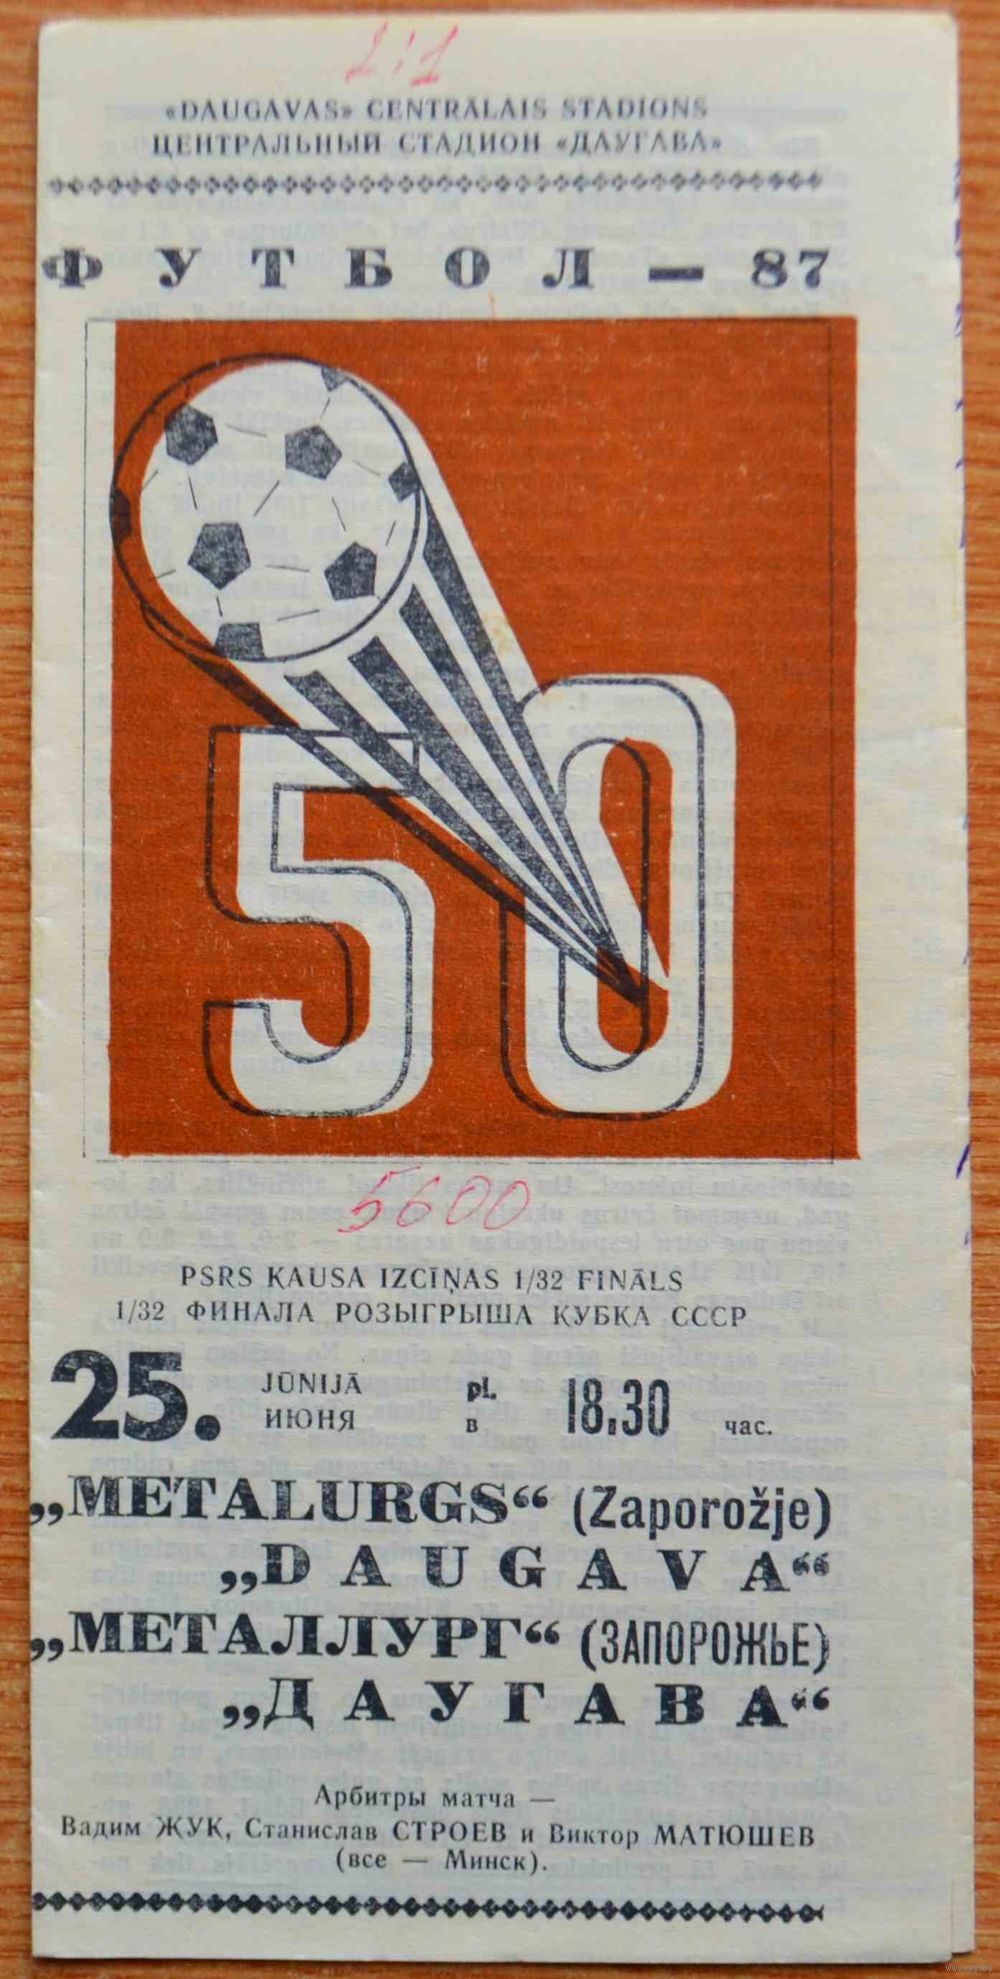 1:1
«DAUGAVAS» CENTRĀLAIS STADIONS
ЦЕНТРАЛЬНЫЙ СТАДИОН «ДАУГАВА»
ФУТБОЛ — 87
50
5600
PSRS KAUSA IZCĪŅAS 1/32 FINĀLS
1/32 ФИНАЛА РОЗЫГРЫША КУБКА СССР
25. JŪNIJĀ pl. 18.30
ИЮНЯ в час.
„METALURGS“ (Zaporožje)
„DAUGAVA“
„МЕТАЛЛУРГ“ (ЗАПОРОЖЬЕ)
„ДАУГАВА“
Арбитры матча —
Вадим ЖУК, Станислав СТРОЕВ и Виктор МАТЮШЕВ
(все — Минск).